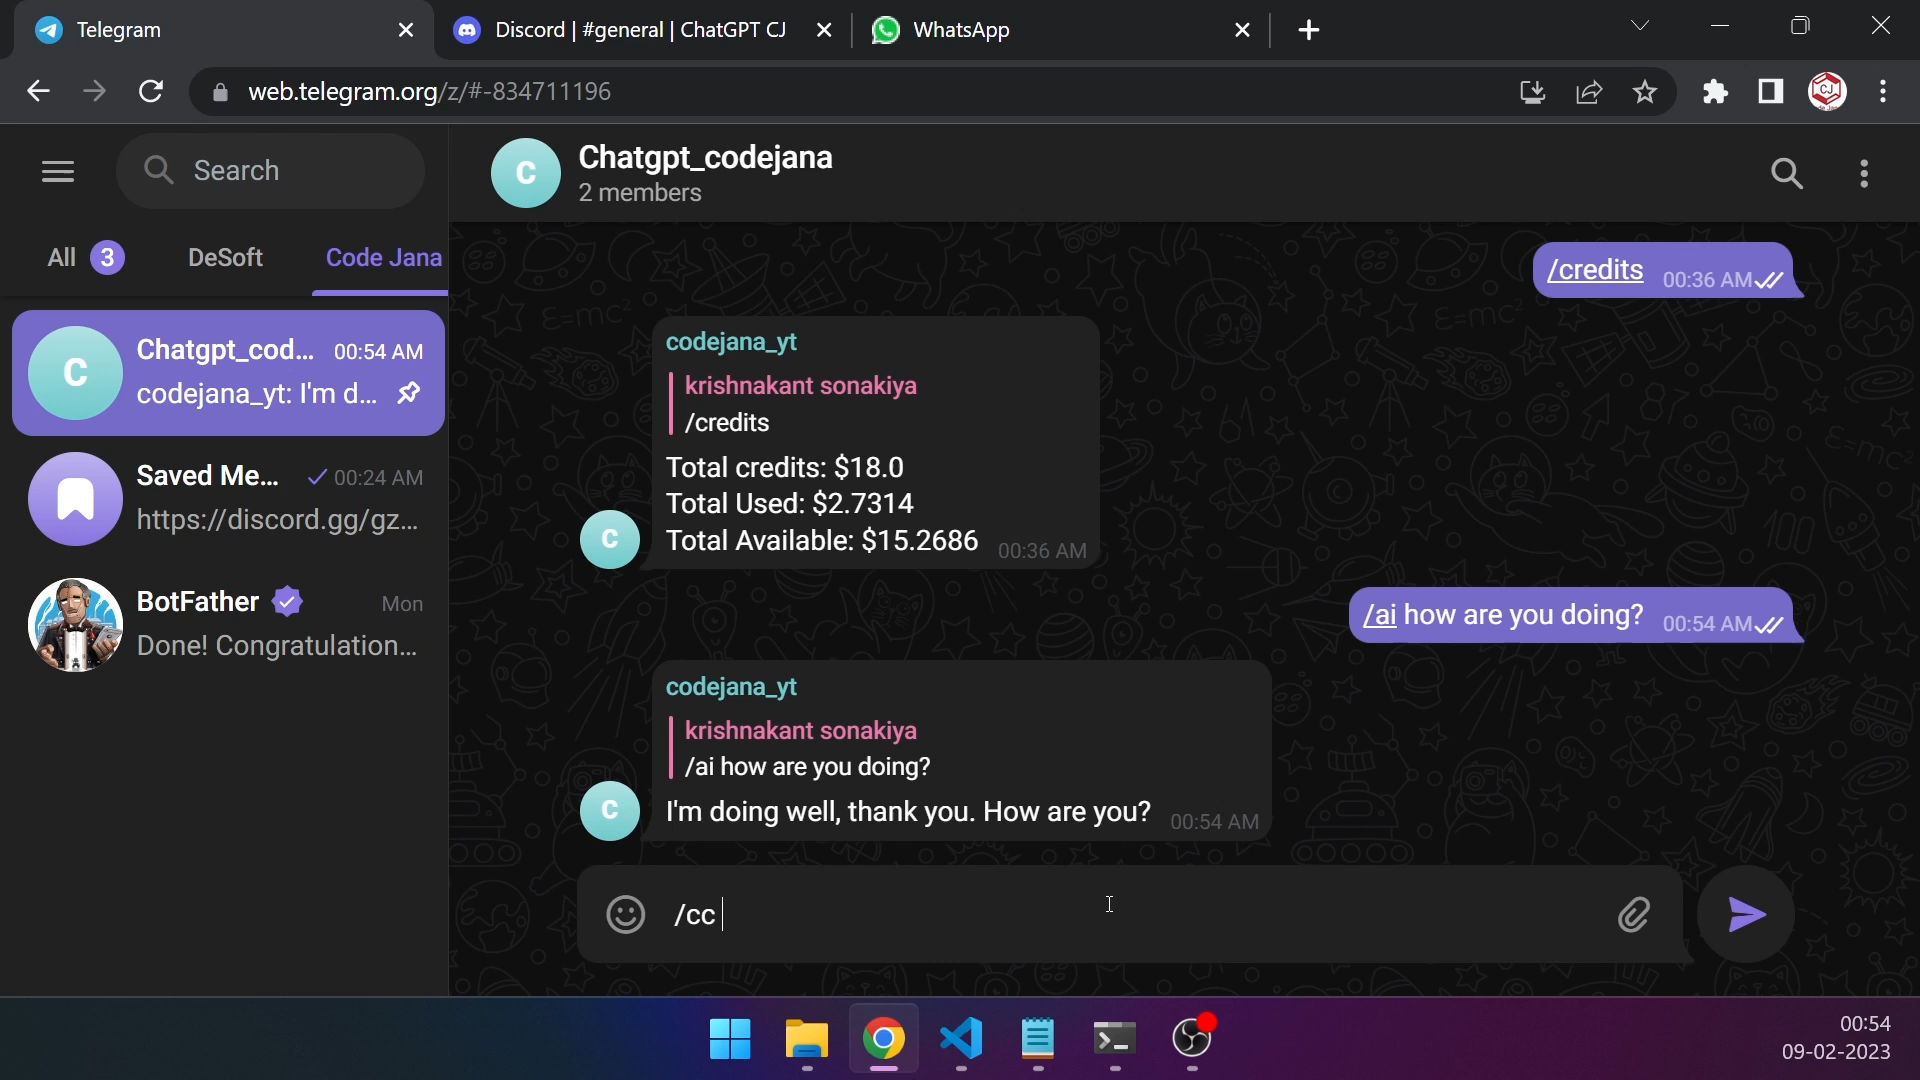 Telegram
Discord | #general | ChatGPT CJ
WhatsApp
web.telegram.org/z/#-834711196
CJ
Search
C
Chatgpt_codejana
2 members
All 3
DeSoft
Code Jana
C
Chatgpt_cod... 00:54 AM
codejana_yt: I'm d...
Saved Me... 00:24 AM
https://discord.gg/gz...
BotFather Mon
Done! Congratulation...
/credits 00:36 AM
codejana_yt
krishnakant sonakiya
/credits
Total credits: $18.0
Total Used: $2.7314
Total Available: $15.2686 00:36 AM
C
/ai how are you doing? 00:54 AM
codejana_yt
krishnakant sonakiya
/ai how are you doing?
I'm doing well, thank you. How are you? 00:54 AM
C
/cc
00:54
09-02-2023